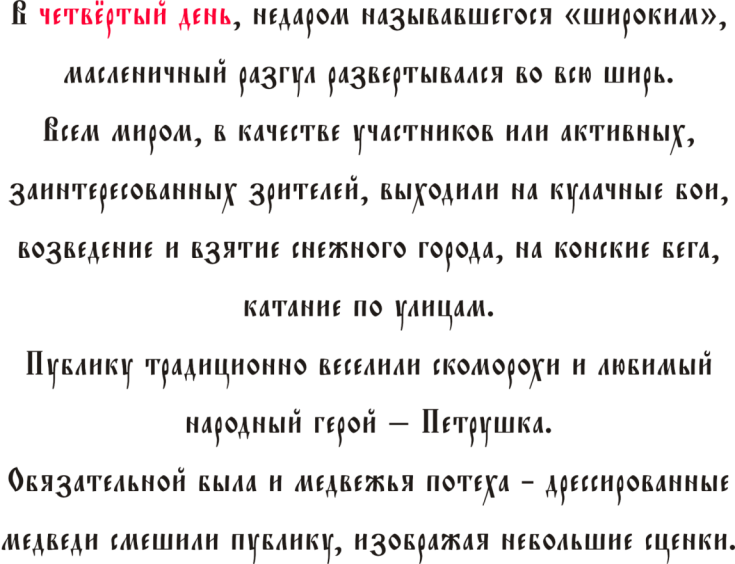 В четвёртый день, недаром называвшегося «широким»,
масленичный разгул развертывался во всю ширь.
Всем миром, в качестве участников или активных,
заинтересованных зрителей, выходили на кулачные бои,
возведение и взятие снежного города, на конские бега,
катание по улицам.
Публику традиционно веселили скоморохи и любимый
народный герой — Петрушка.
Обязательной была и медвежья потеха – дрессированные
медведи смешили публику, изображая небольшие сценки.